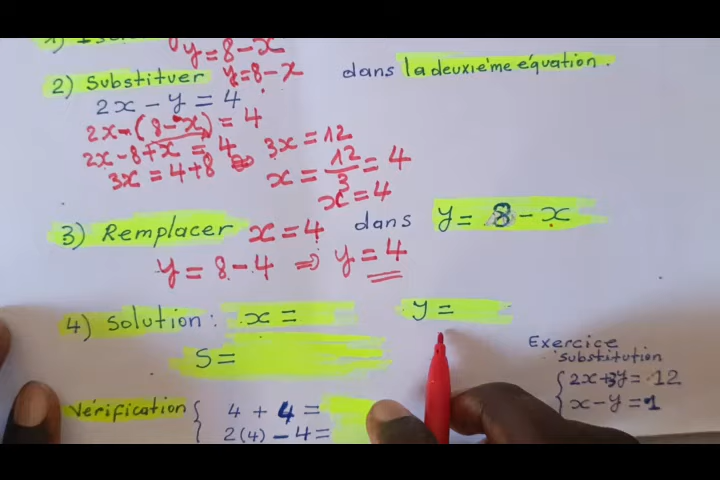 y = 8 - x
2) Substituer y = 8 - x dans la deuxième équation.
2x - y = 4
2x - (8 - x) = 4
2x - 8 + x = 4 => 3x = 12
3x = 4 + 8 x = 12/3 = 4
x = 4
3) Remplacer x = 4 dans y = 8 - x
y = 8 - 4 => y = 4
4) Solution : x = y =
S =
Vérification { 4 + 4 =
2(4) - 4 =
Exercice
substitution
{ 2x + 3y = 12
x - y = 1